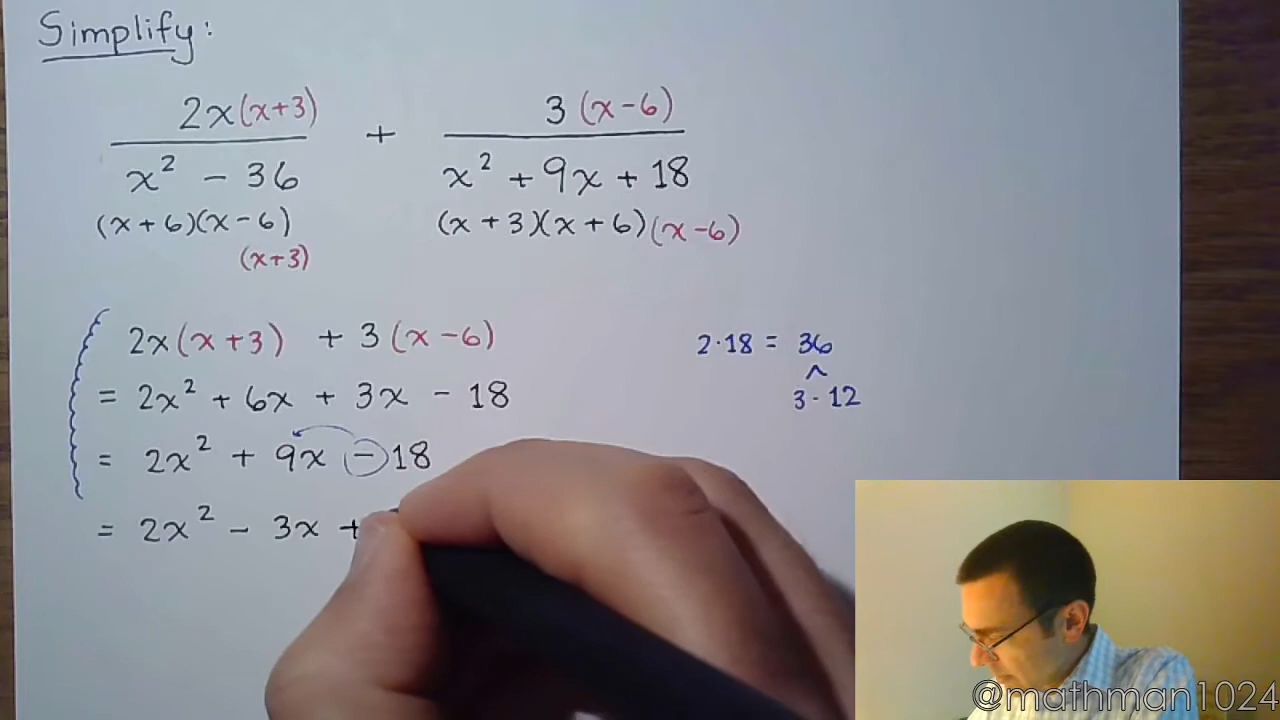 Simplify:
2x(x+3) 3(x-6)
+
x² - 36 x² + 9x + 18
(x+6)(x-6) (x+3)(x+6)(x-6)
(x+3)
2x(x+3) + 3(x-6) 2·18 = 36
^
= 2x² + 6x + 3x - 18 3·12
= 2x² + 9x - 18
= 2x² - 3x +
@mathman1024